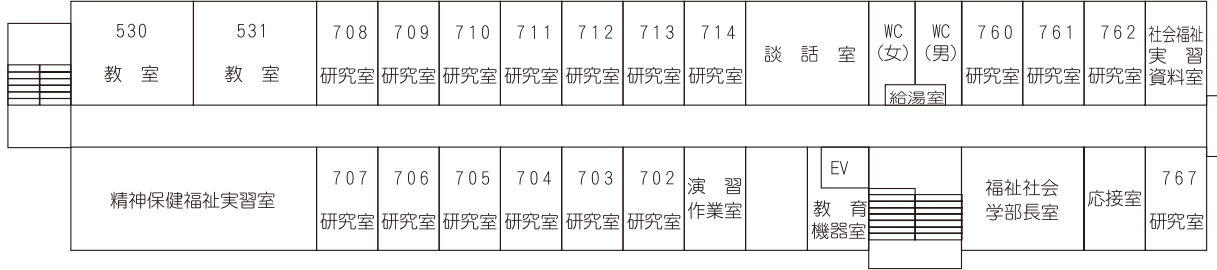 530
教室
531
教室
708
研究室
709
研究室
710
研究室
711
研究室
712
研究室
713
研究室
714
研究室
談話室
WC
(女)
WC
(男)
給湯室
760
研究室
761
研究室
762
研究室
社会福祉
実習
資料室
精神保健福祉実習室
707
研究室
706
研究室
705
研究室
704
研究室
703
研究室
702
研究室
演習
作業室
EV
教育
機器室
福祉社会
学部長室
応接室
767
研究室